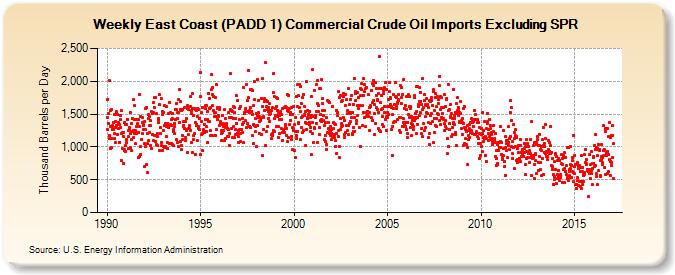 Weekly East Coast (PADD 1) Commercial Crude Oil Imports Excluding SPR
Thousand Barrels per Day
2,500
2,000
1,500
1,000
500
0
1990 1995 2000 2005 2010 2015
Source: U.S. Energy Information Administration